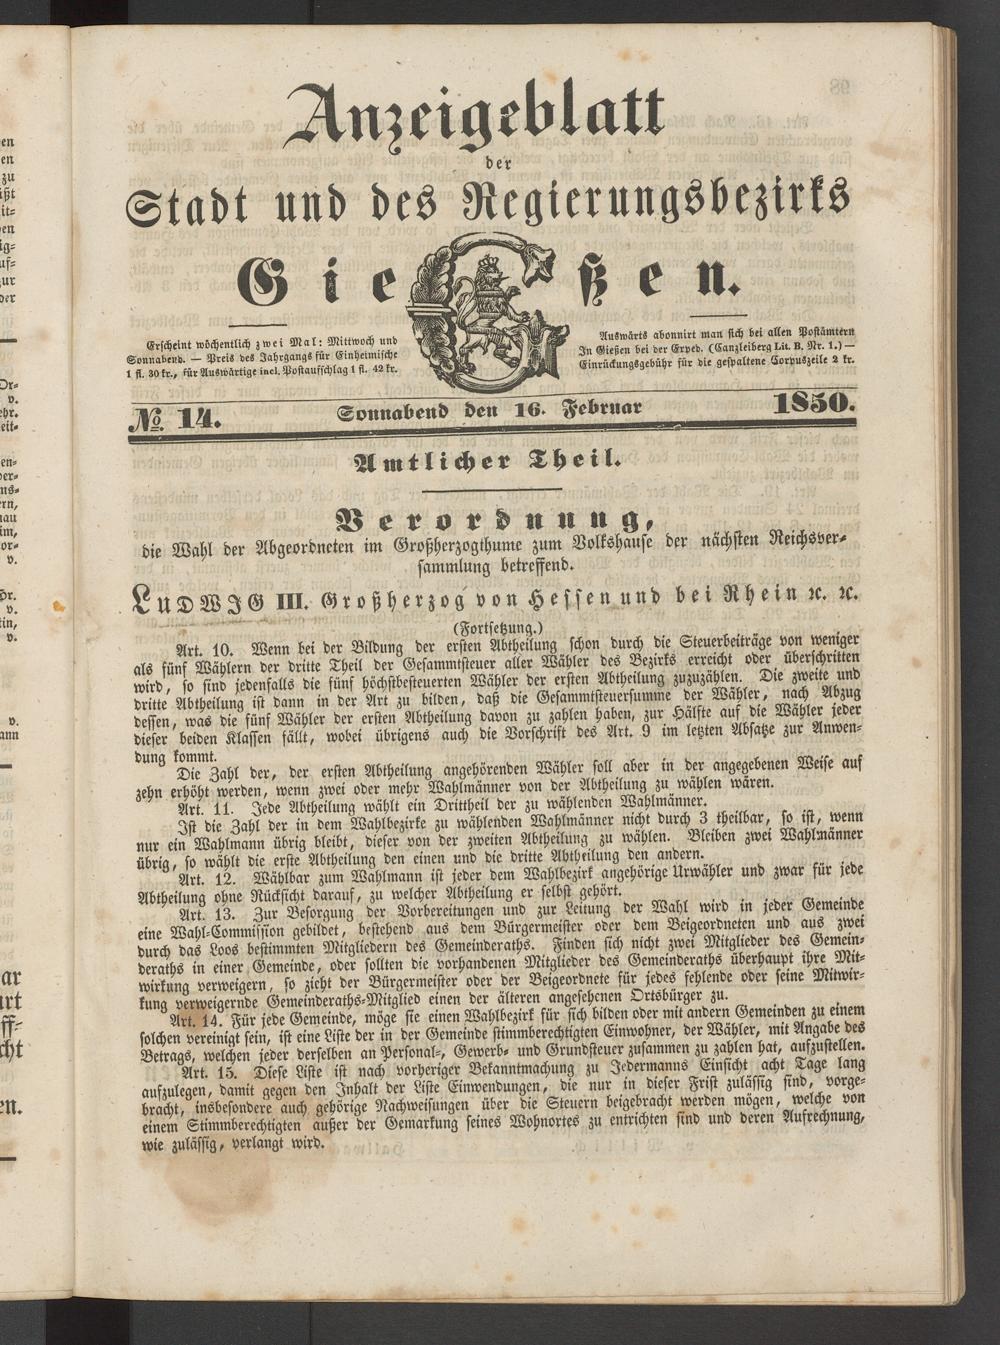 Anzeigeblatt
der
Stadt und des Regierungsbezirks
Gießen.
Erscheint wöchentlich zwei Mal: Mittwoch und
Sonnabend. — Preis des Jahrgangs für Einheimische
1 fl. 30 kr., für Auswärtige incl. Postaufschlag 1 fl. 42 kr.
Auswärts abonnirt man sich bei allen Postämtern
In Gießen bei der Exped. (Canzleiberg Lit. B. Nr. 1.) —
Einrückungsgebühr für die gespaltene Corpuszeile 2 kr.
No. 14. Sonnabend den 16. Februar 1850.
Amtlicher Theil.
Verordnung,
die Wahl der Abgeordneten im Großherzogthume zum Volkshause der nächsten Reichsver-
sammlung betreffend.
LUDWIG III. Großherzog von Hessen und bei Rhein ꝛc. ꝛc.
(Fortsetzung.)
Art. 10. Wenn bei der Bildung der ersten Abtheilung schon durch die Steuerbeiträge von weniger
als fünf Wählern der dritte Theil der Gesammtsteuer aller Wähler des Bezirks erreicht oder überschritten
wird, so sind jedenfalls die fünf höchstbesteuerten Wähler der ersten Abtheilung zuzuzählen. Die zweite und
dritte Abtheilung ist dann in der Art zu bilden, daß die Gesammtsteuersumme der Wähler, nach Abzug
dessen, was die fünf Wähler der ersten Abtheilung davon zu zahlen haben, zur Hälfte auf die Wähler jeder
dieser beiden Klassen fällt, wobei übrigens auch die Vorschrift des Art. 9 im letzten Absatze zur Anwen-
dung kommt.
Die Zahl der, der ersten Abtheilung angehörenden Wähler soll aber in der angegebenen Weise auf
zehn erhöht werden, wenn zwei oder mehr Wahlmänner von der Abtheilung zu wählen wären.
Art. 11. Jede Abtheilung wählt ein Drittheil der zu wählenden Wahlmänner.
Ist die Zahl der in dem Wahlbezirke zu wählenden Wahlmänner nicht durch 3 theilbar, so ist, wenn
nur ein Wahlmann übrig bleibt, dieser von der zweiten Abtheilung zu wählen. Bleiben zwei Wahlmänner
übrig, so wählt die erste Abtheilung den einen und die dritte Abtheilung den andern.
Art. 12. Wählbar zum Wahlmann ist jeder dem Wahlbezirk angehörige Urwähler und zwar für jede
Abtheilung ohne Rücksicht darauf, zu welcher Abtheilung er selbst gehört.
Art. 13. Zur Besorgung der Vorbereitungen und zur Leitung der Wahl wird in jeder Gemeinde
eine Wahl-Commission gebildet, bestehend aus dem Bürgermeister oder dem Beigeordneten und aus zwei
durch das Loos bestimmten Mitgliedern des Gemeinderaths. Finden sich nicht zwei Mitglieder des Gemein-
deraths in einer Gemeinde, oder sollten die vorhandenen Mitglieder des Gemeinderaths überhaupt ihre Mit-
wirkung verweigern, so zieht der Bürgermeister oder der Beigeordnete für jedes fehlende oder seine Mitwir-
kung verweigernde Gemeinderaths-Mitglied einen der älteren angesehenen Ortsbürger zu.
Art. 14. Für jede Gemeinde, möge sie einen Wahlbezirk für sich bilden oder mit andern Gemeinden zu einem
solchen vereinigt sein, ist eine Liste der in der Gemeinde stimmberechtigten Einwohner, der Wähler, mit Angabe des
Betrags, welchen jeder derselben an Personal-, Gewerb- und Grundsteuer zusammen zu zahlen hat, aufzustellen.
Art. 15. Diese Liste ist nach vorheriger Bekanntmachung zu Jedermanns Einsicht acht Tage lang
aufzulegen, damit gegen den Inhalt der Liste Einwendungen, die nur in dieser Frist zulässig sind, vorge-
bracht, insbesondere auch gehörige Nachweisungen über die Steuern beigebracht werden mögen, welche von
einem Stimmberechtigten außer der Gemarkung seines Wohnortes zu entrichten sind und deren Aufrechnung,
wie zulässig, verlangt wird.